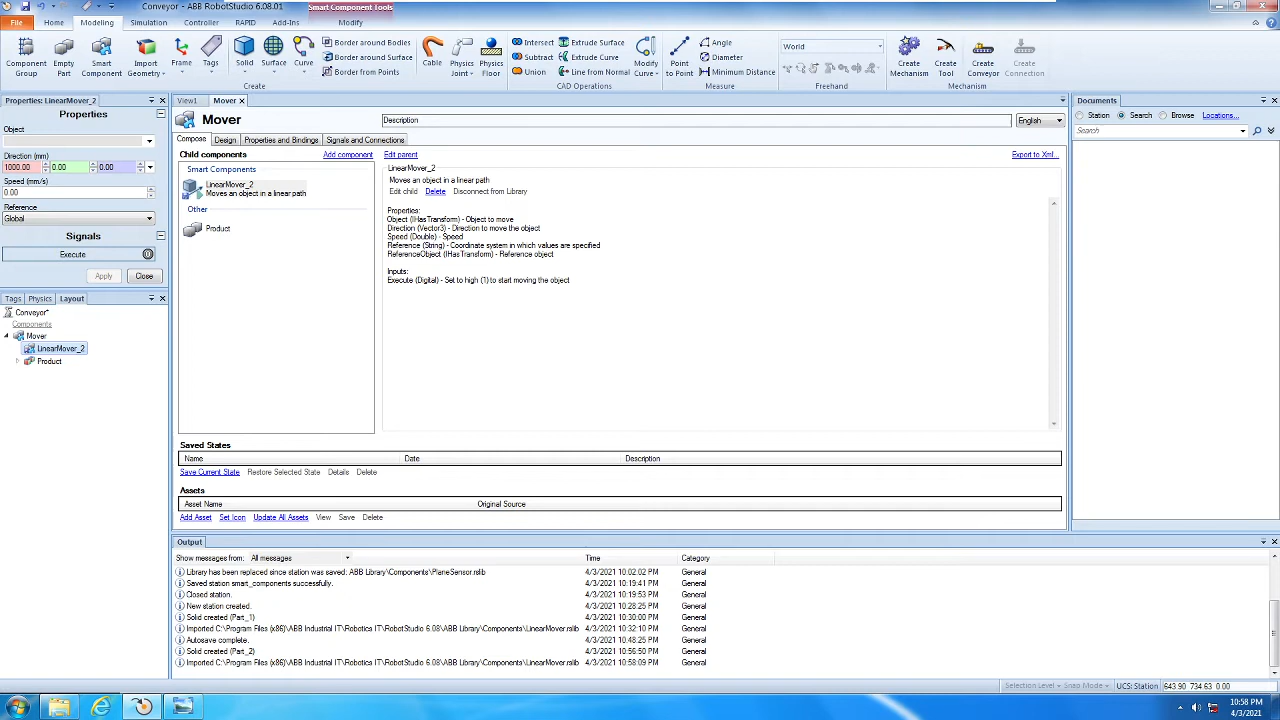 Conveyor - ABB RobotStudio 6.08.01
Smart Component Tools
File Home Modeling Simulation Controller RAPID Add-Ins Modify
Component Group
Empty Part
Smart Component
Import Geometry
Frame
Tags
Solid
Surface
Curve
Border around Bodies
Border around Surface
Border from Points
Cable
Physics Joint
Physics Floor
Intersect
Subtract
Union
Extrude Surface
Extrude Curve
Line from Normal
Modify Curve
Point to Point
Angle
Diameter
Minimum Distance
World
Create Mechanism
Create Tool
Create Conveyor
Create Connection
Create
CAD Operations
Measure
Freehand
Mechanism
Properties: LinearMover_2
Properties
Object
Direction (mm)
1000.00 0.00 0.00
Speed (mm/s)
0.00
Reference
Global
Signals
Execute
Apply Close
Tags Physics Layout
Conveyor*
Components
Mover
LinearMover_2
Product
View1 Mover
Mover
Description
English
Compose Design Properties and Bindings Signals and Connections
Child components Add component Edit parent Export to Xml...
Smart Components
LinearMover_2
Moves an object in a linear path
Other
Product
LinearMover_2
Moves an object in a linear path
Edit child Delete Disconnect from Library
Properties:
Object (IHasTransform) - Object to move
Direction (Vector3) - Direction to move the object
Speed (Double) - Speed
Reference (String) - Coordinate system in which values are specified
ReferenceObject (IHasTransform) - Reference object
Inputs:
Execute (Digital) - Set to high (1) to start moving the object
Saved States
Name Date Description
Save Current State Restore Selected State Details Delete
Assets
Asset Name Original Source
Add Asset Set Icon Update All Assets View Save Delete
Documents
Station Search Browse Locations...
Search
Output
Show messages from: All messages Time Category
Library has been replaced since station was saved: ABB Library\Components\PlaneSensor.rslib 4/3/2021 10:02.02 PM General
Saved station smart_components successfully. 4/3/2021 10:19:41 PM General
Closed station. 4/3/2021 10:19:53 PM General
New station created. 4/3/2021 10:28:25 PM General
Solid created (Part_1) 4/3/2021 10:30:00 PM General
Imported C:\Program Files (x86)\ABB Industrial IT\Robotics IT\RobotStudio 6.08\ABB Library\Components\LinearMover.rslib 4/3/2021 10:32:10 PM General
Autosave complete. 4/3/2021 10:48:25 PM General
Solid created (Part_2) 4/3/2021 10:56:50 PM General
Imported C:\Program Files (x86)\ABB Industrial IT\Robotics IT\RobotStudio 6.08\ABB Library\Components\LinearMover.rslib 4/3/2021 10:58:09 PM General
Selection Level Snap Mode UCS: Station 643.90 734.63 0.00
10:58 PM
4/3/2021